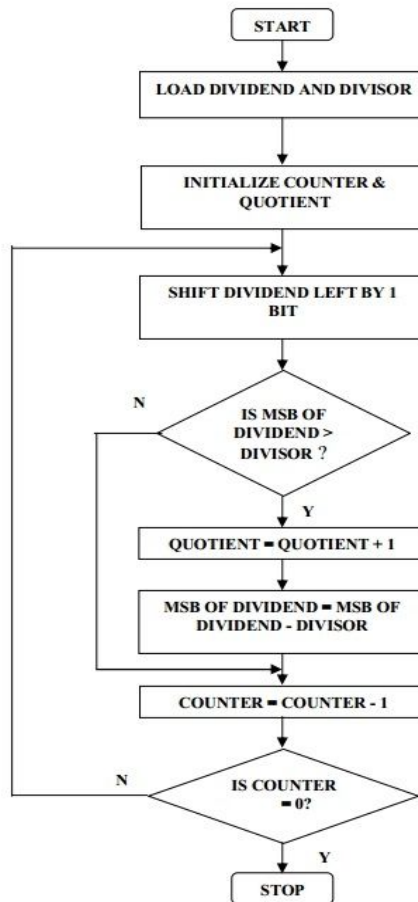 START
LOAD DIVIDEND AND DIVISOR
INITIALIZE COUNTER &
QUOTIENT
SHIFT DIVIDEND LEFT BY 1
BIT
N
IS MSB OF
DIVIDEND >
DIVISOR ?
Y
QUOTIENT = QUOTIENT + 1
MSB OF DIVIDEND = MSB OF
DIVIDEND - DIVISOR
COUNTER = COUNTER - 1
N
IS COUNTER
= 0?
Y
STOP